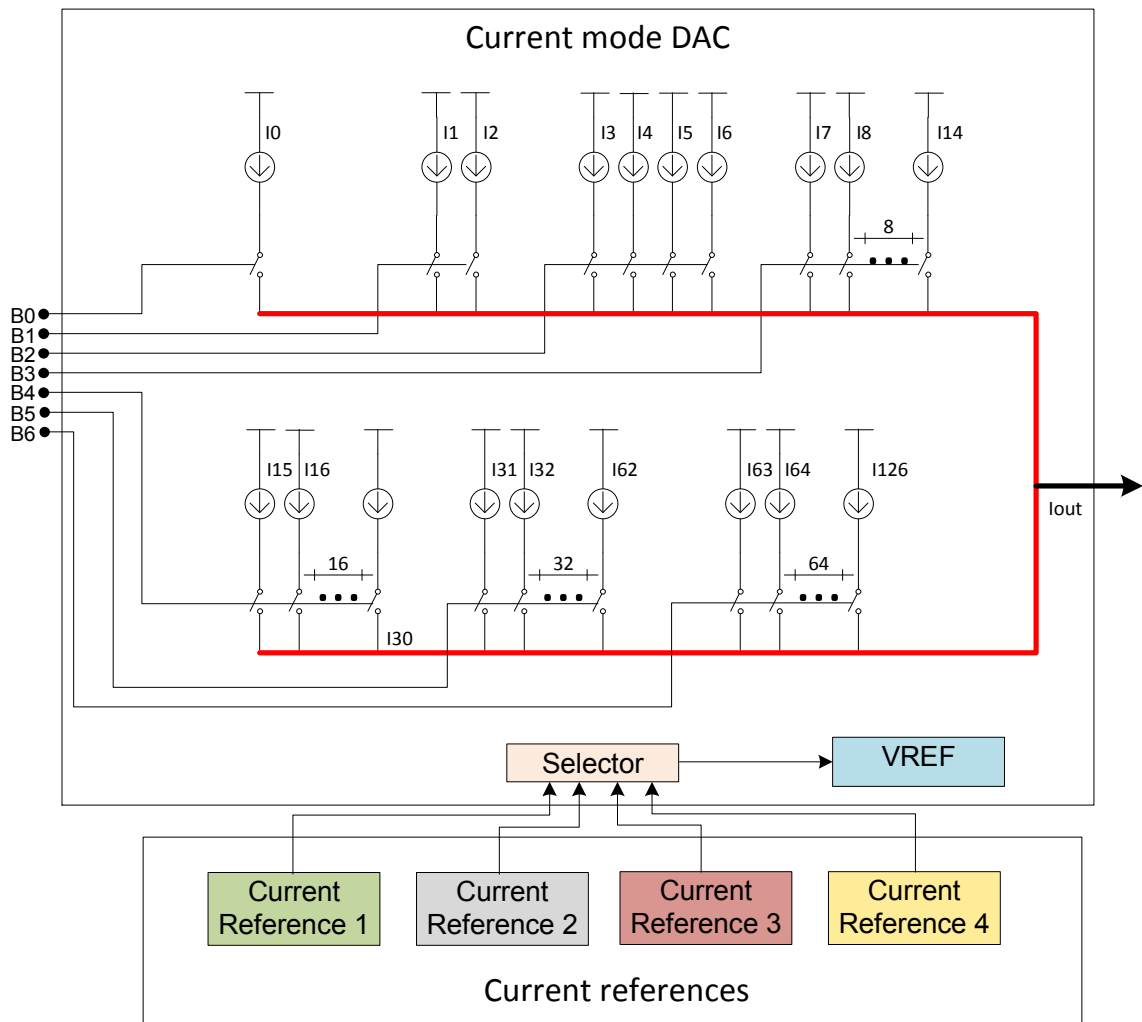 Current mode DAC
I0
I1
I2
I3
I4
I5
I6
I7
I8
I14
8
B0
B1
B2
B3
B4
B5
B6
I15
I16
I31
I32
I62
I63
I64
I126
Iout
16
32
64
I30
Selector
VREF
Current
Reference 1
Current
Reference 2
Current
Reference 3
Current
Reference 4
Current references